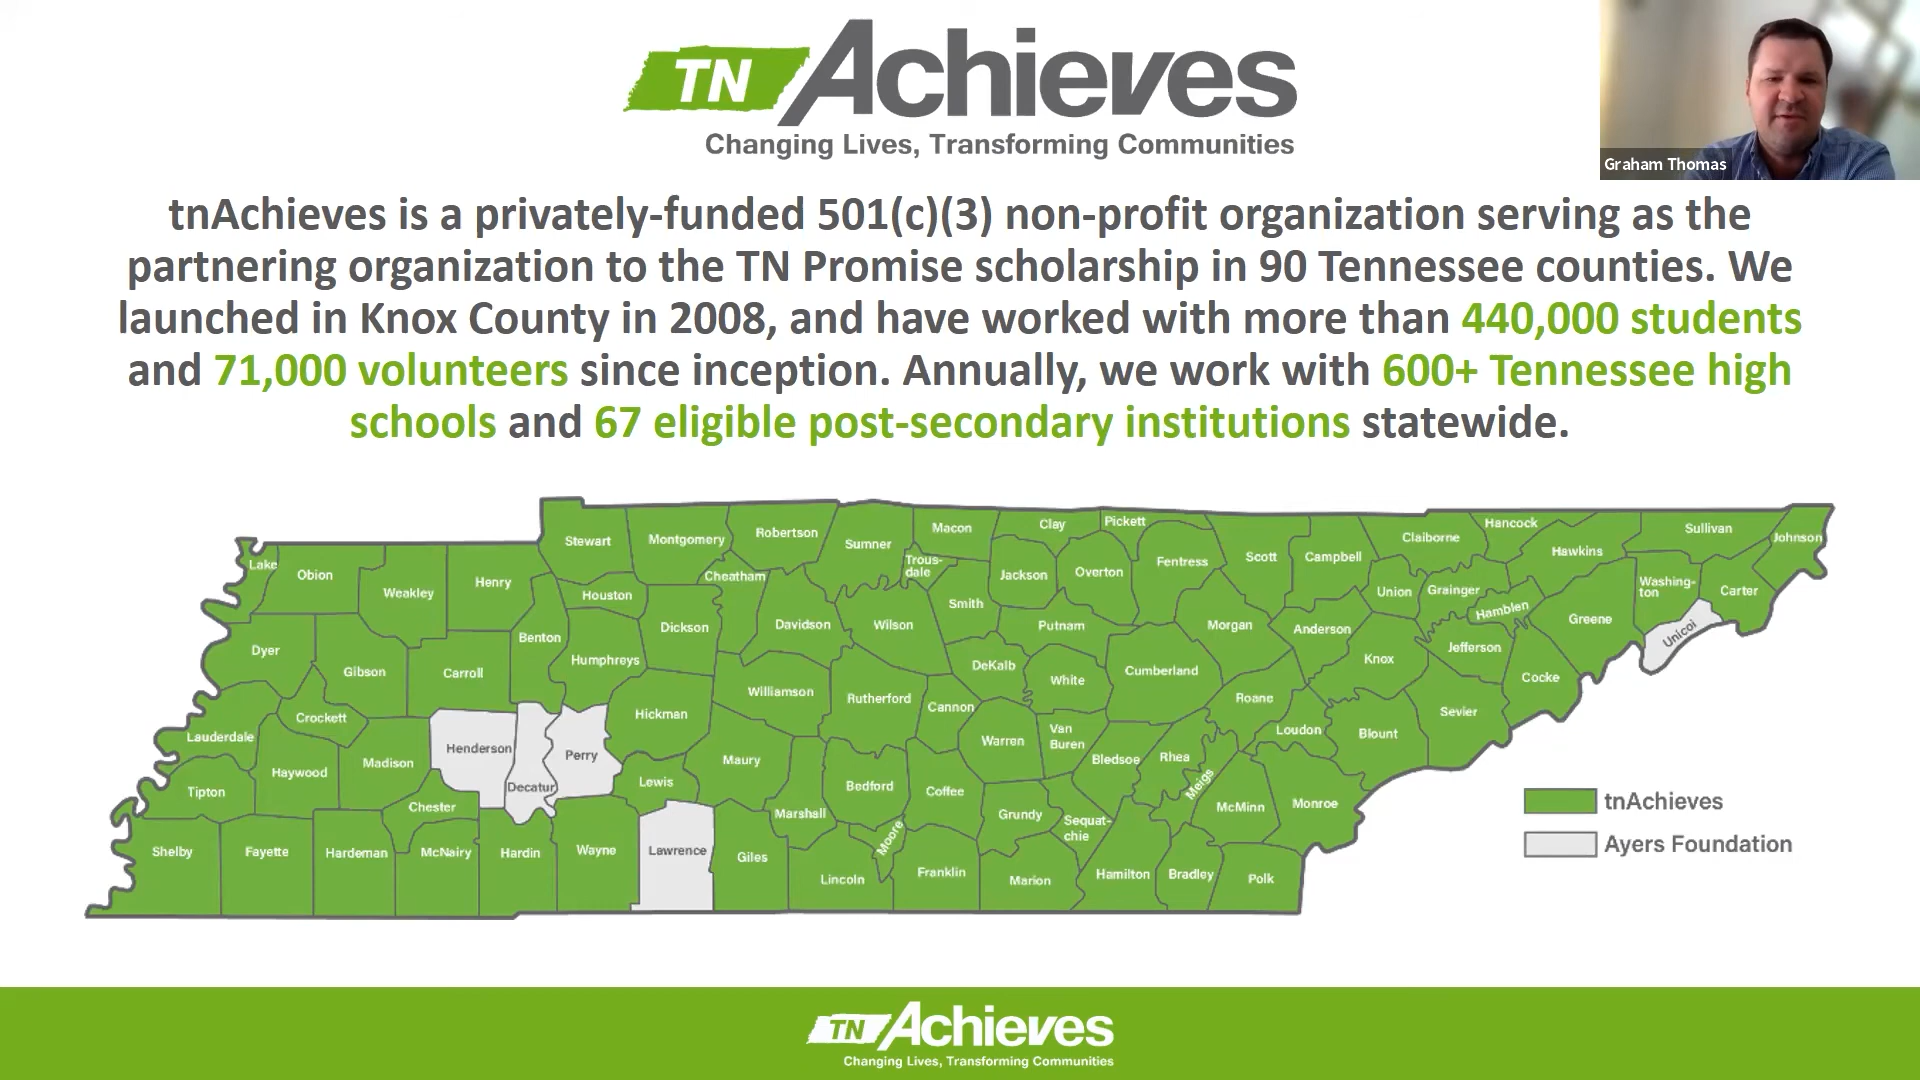 TN Achieves
Changing Lives, Transforming Communities
Graham Thomas
tnAchieves is a privately-funded 501(c)(3) non-profit organization serving as the
partnering organization to the TN Promise scholarship in 90 Tennessee counties. We
launched in Knox County in 2008, and have worked with more than 440,000 students
and 71,000 volunteers since inception. Annually, we work with 600+ Tennessee high
schools and 67 eligible post-secondary institutions statewide.
Lake
Obion
Weakley
Henry
Stewart
Montgomery
Robertson
Sumner
Macon
Clay
Pickett
Fentress
Scott
Campbell
Claiborne
Hancock
Hawkins
Sullivan
Johnson
Cheatham
Trous-
dale
Jackson
Overton
Houston
Smith
Union
Grainger
Hamblen
Washing-
ton
Carter
Unicoi
Greene
Dyer
Gibson
Carroll
Benton
Humphreys
Dickson
Davidson
Wilson
Putnam
Morgan
Anderson
Knox
Jefferson
Cocke
DeKalb
White
Cumberland
Roane
Sevier
Crockett
Lauderdale
Haywood
Madison
Henderson
Decatur
Perry
Hickman
Williamson
Rutherford
Cannon
Warren
Van
Buren
Bledsoe
Rhea
Meigs
Loudon
Blount
Tipton
Chester
Lewis
Maury
Marshall
Bedford
Coffee
Grundy
Sequat-
chie
McMinn
Monroe
Shelby
Fayette
Hardeman
McNairy
Hardin
Wayne
Lawrence
Giles
Lincoln
Moore
Franklin
Marion
Hamilton
Bradley
Polk
tnAchieves
Ayers Foundation
TN Achieves
Changing Lives, Transforming Communities